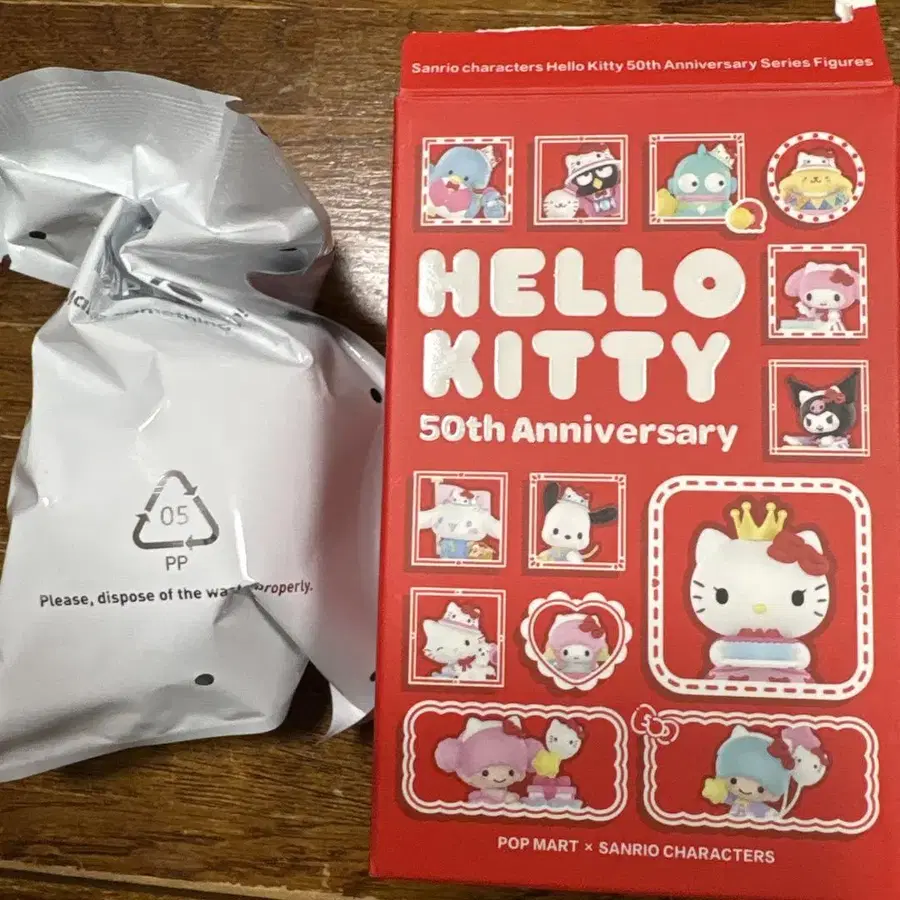 Sanrio characters Hello Kitty 50th Anniversary Series Figures
HELLO
KITTY
50th Anniversary
POP MART × SANRIO CHARACTERS
something
05
PP
Please, dispose of the properly.